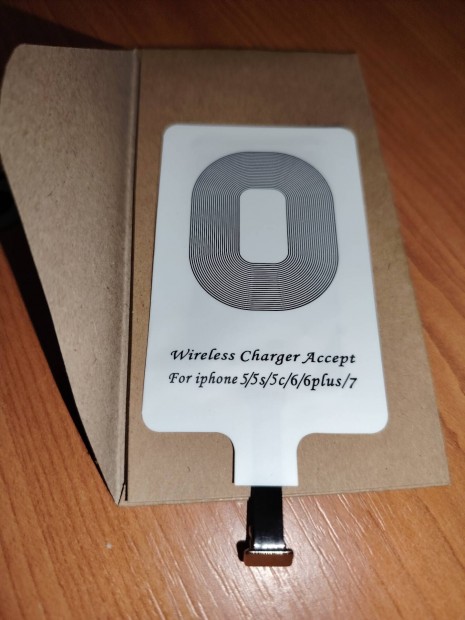 Wireless Charger Accept
For iphone 5/5s/5c/6/6plus/7